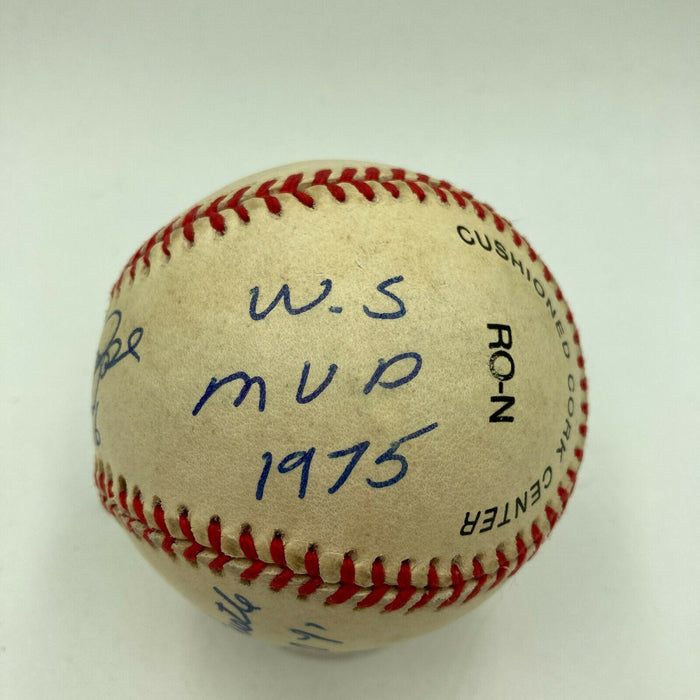 W.S
MVP
1975
CUSHIONED CORK CENTER
RO-N